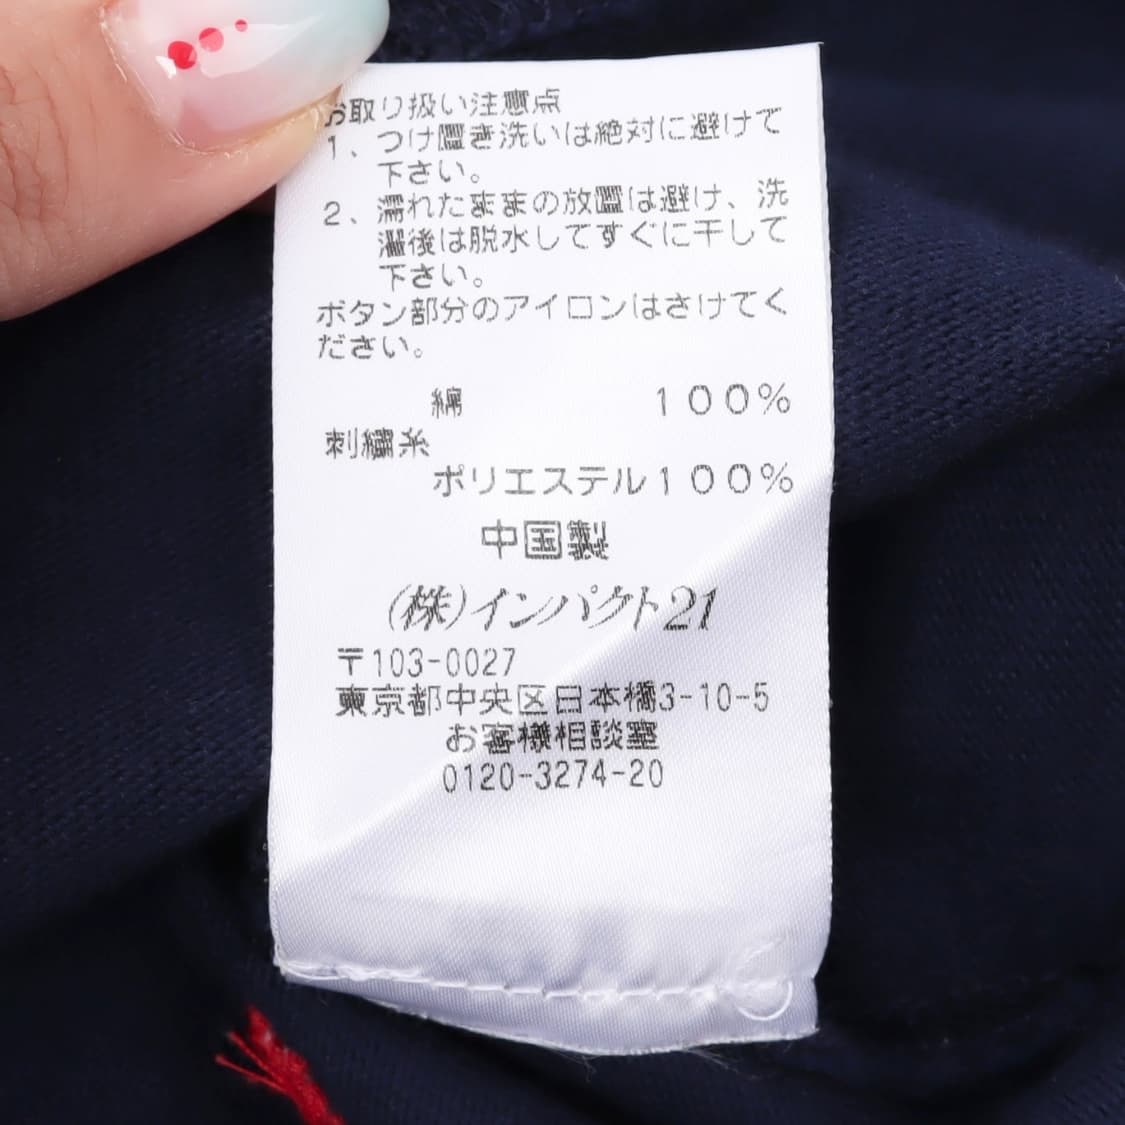 お取り扱い注意点
1、つけ置き洗いは絶対に避けて
下さい。
2、濡れたままの放置は避け、洗
濯後は脱水してすぐに干して
下さい。
ボタン部分のアイロンはさけてく
ださい。
綿 100%
刺繍糸
ポリエステル100%
中国製
(株)インパクト21
〒103-0027
東京都中央区日本橋3-10-5
お客様相談室
0120-3274-20